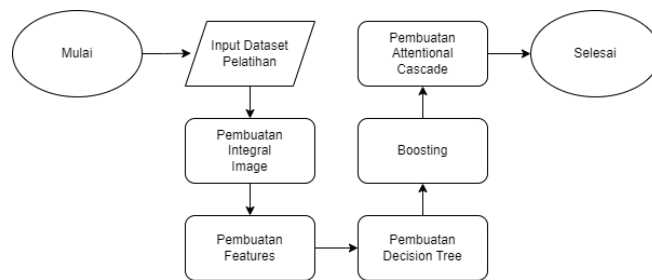 Mulai
Input Dataset
Pelatihan
Pembuatan
Integral
Image
Pembuatan
Features
Pembuatan
Decision Tree
Boosting
Pembuatan
Attentional
Cascade
Selesai